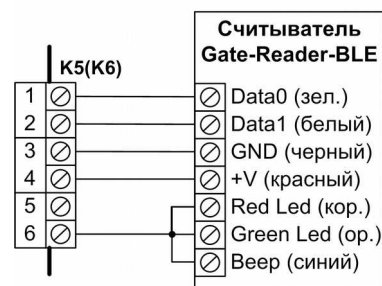 Считыватель
Gate-Reader-BLE
K5(K6)
1 Data0 (зел.)
2 Data1 (белый)
3 GND (черный)
4 +V (красный)
5 Red Led (кор.)
6 Green Led (ор.)
Beep (синий)